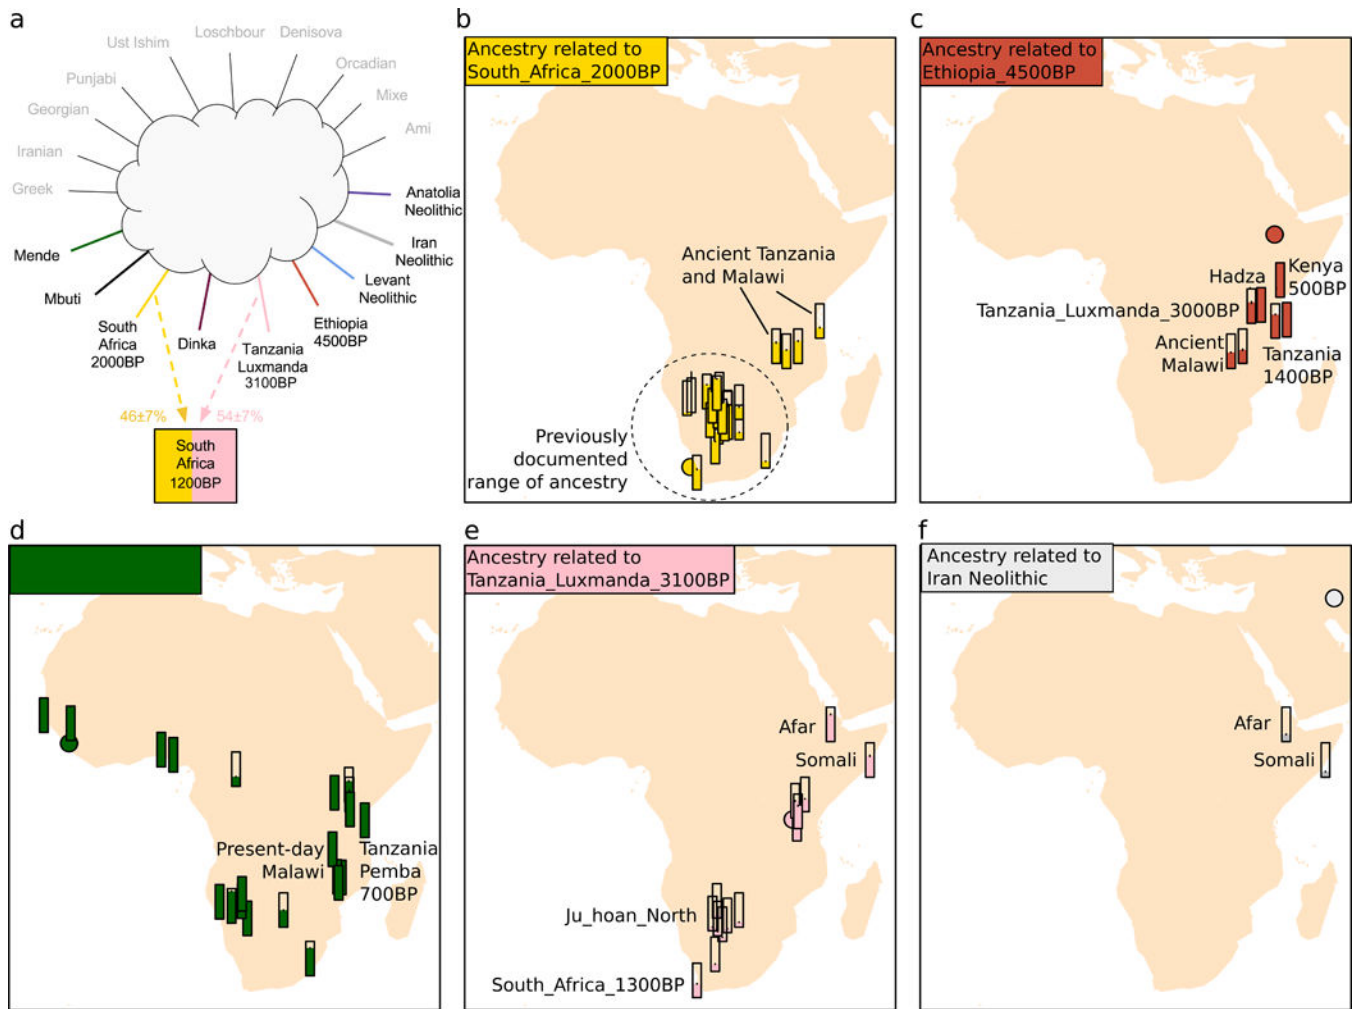 a
Ust Ishim
Loschbour
Denisova
Orcadian
Punjabi
Mixe
Georgian
Ami
Iranian
Greek
Anatolia
Neolithic
Iran
Neolithic
Levant
Neolithic
Mende
Mbuti
South
Africa
2000BP
Dinka
Tanzania
Luxmanda
3100BP
Ethiopia
4500BP
46±7%
54±7%
South
Africa
1200BP
b
Ancestry related to
South_Africa_2000BP
Ancient Tanzania
and Malawi
Previously
documented
range of ancestry
c
Ancestry related to
Ethiopia_4500BP
Hadza
Kenya
500BP
Tanzania_Luxmanda_3000BP
Ancient
Malawi
Tanzania
1400BP
d
Present-day
Malawi
Tanzania
Pemba
700BP
e
Ancestry related to
Tanzania_Luxmanda_3100BP
Afar
Somali
Ju_hoan_North
South_Africa_1300BP
f
Ancestry related to
Iran Neolithic
Afar
Somali